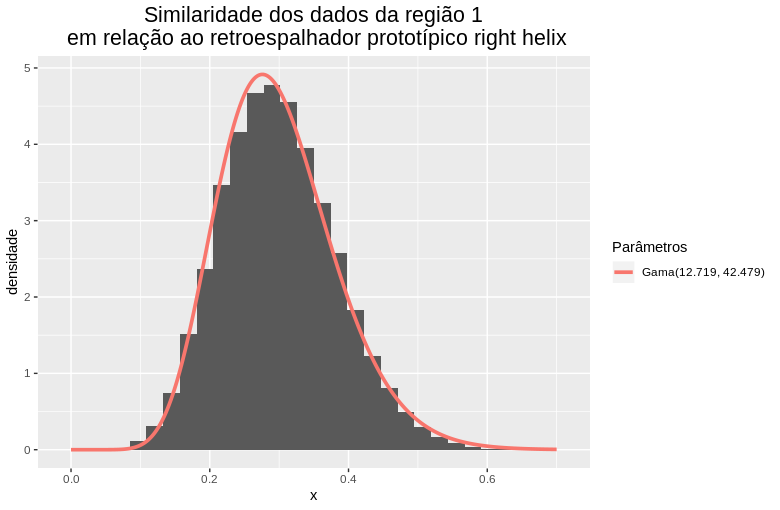 Similaridade dos dados da região 1
em relação ao retroespalhador prototípico right helix
5
4
3
2
1
0
densidade
0.0
0.2
0.4
0.6
x
Parâmetros
Gama(12.719, 42.479)